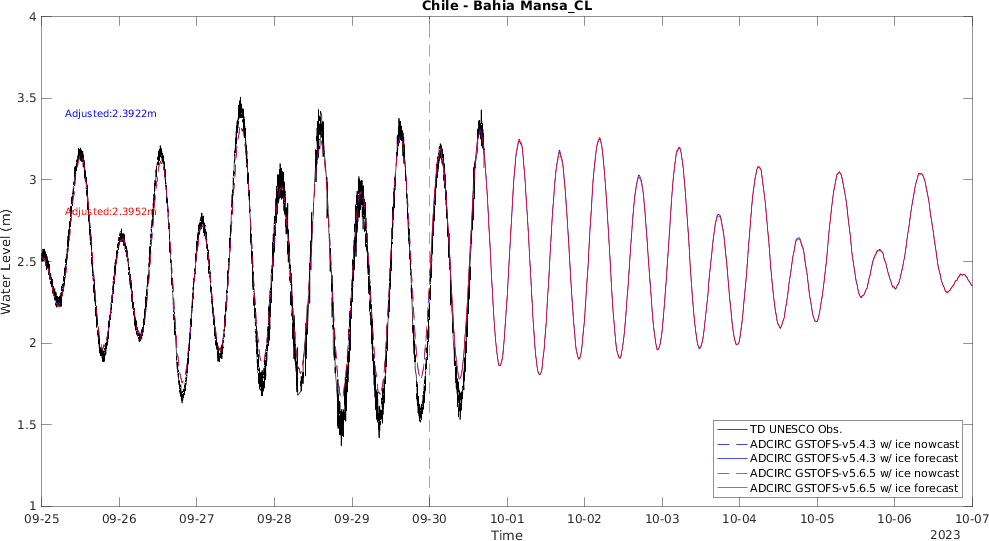 Chile - Bahia Mansa_CL
4
3.5
3
2.5
2
1.5
1
Water Level (m)
Adjusted:2.3922m
Adjusted:2.3952m
TD UNESCO Obs.
ADCIRC GSTOFS-v5.4.3 w/ ice nowcast
ADCIRC GSTOFS-v5.4.3 w/ ice forecast
ADCIRC GSTOFS-v5.6.5 w/ ice nowcast
ADCIRC GSTOFS-v5.6.5 w/ ice forecast
09-25 09-26 09-27 09-28 09-29 09-30 10-01 10-02 10-03 10-04 10-05 10-06 10-07
Time
2023